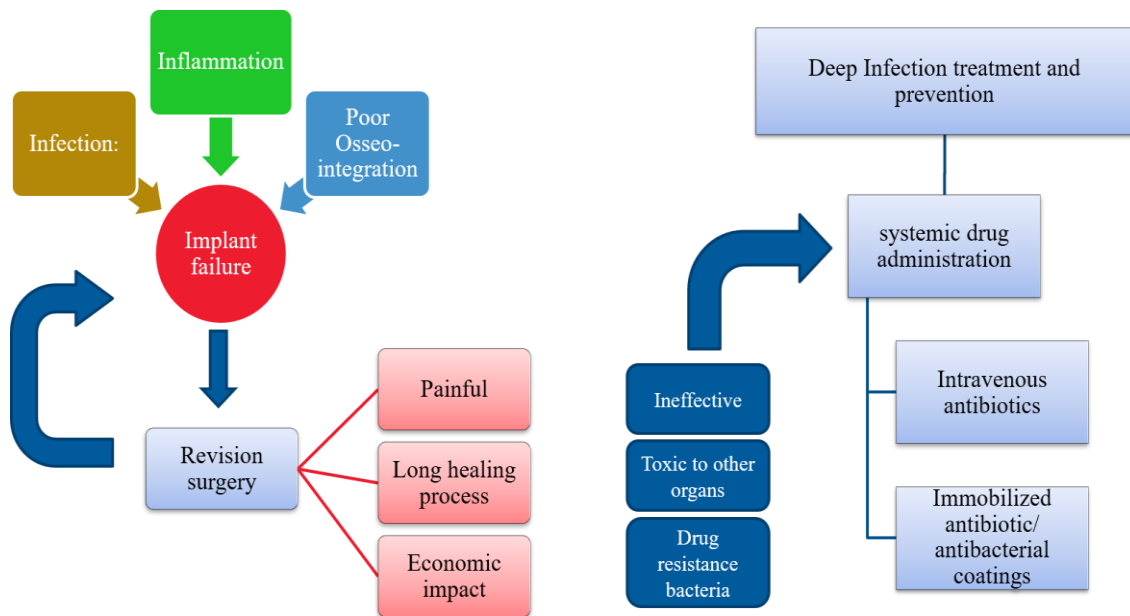 Inflammation
Infection:
Poor
Osseo-
integration
Implant
failure
Revision
surgery
Painful
Long healing
process
Economic
impact
Deep Infection treatment and
prevention
systemic drug
administration
Ineffective
Toxic to other
organs
Drug
resistance
bacteria
Intravenous
antibiotics
Immobilized
antibiotic/
antibacterial
coatings